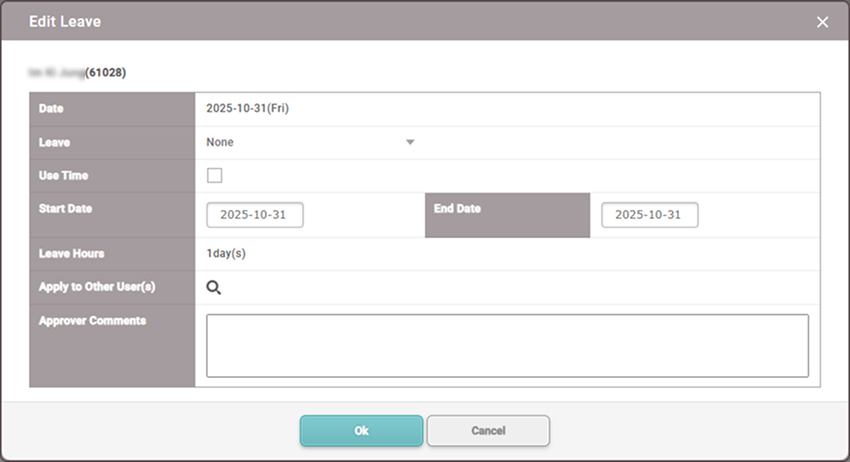 Edit Leave
(61028)
Date 2025-10-31(Fri)
Leave None
Use Time
Start Date 2025-10-31 End Date 2025-10-31
Leave Hours 1day(s)
Apply to Other User(s)
Approver Comments
Ok Cancel